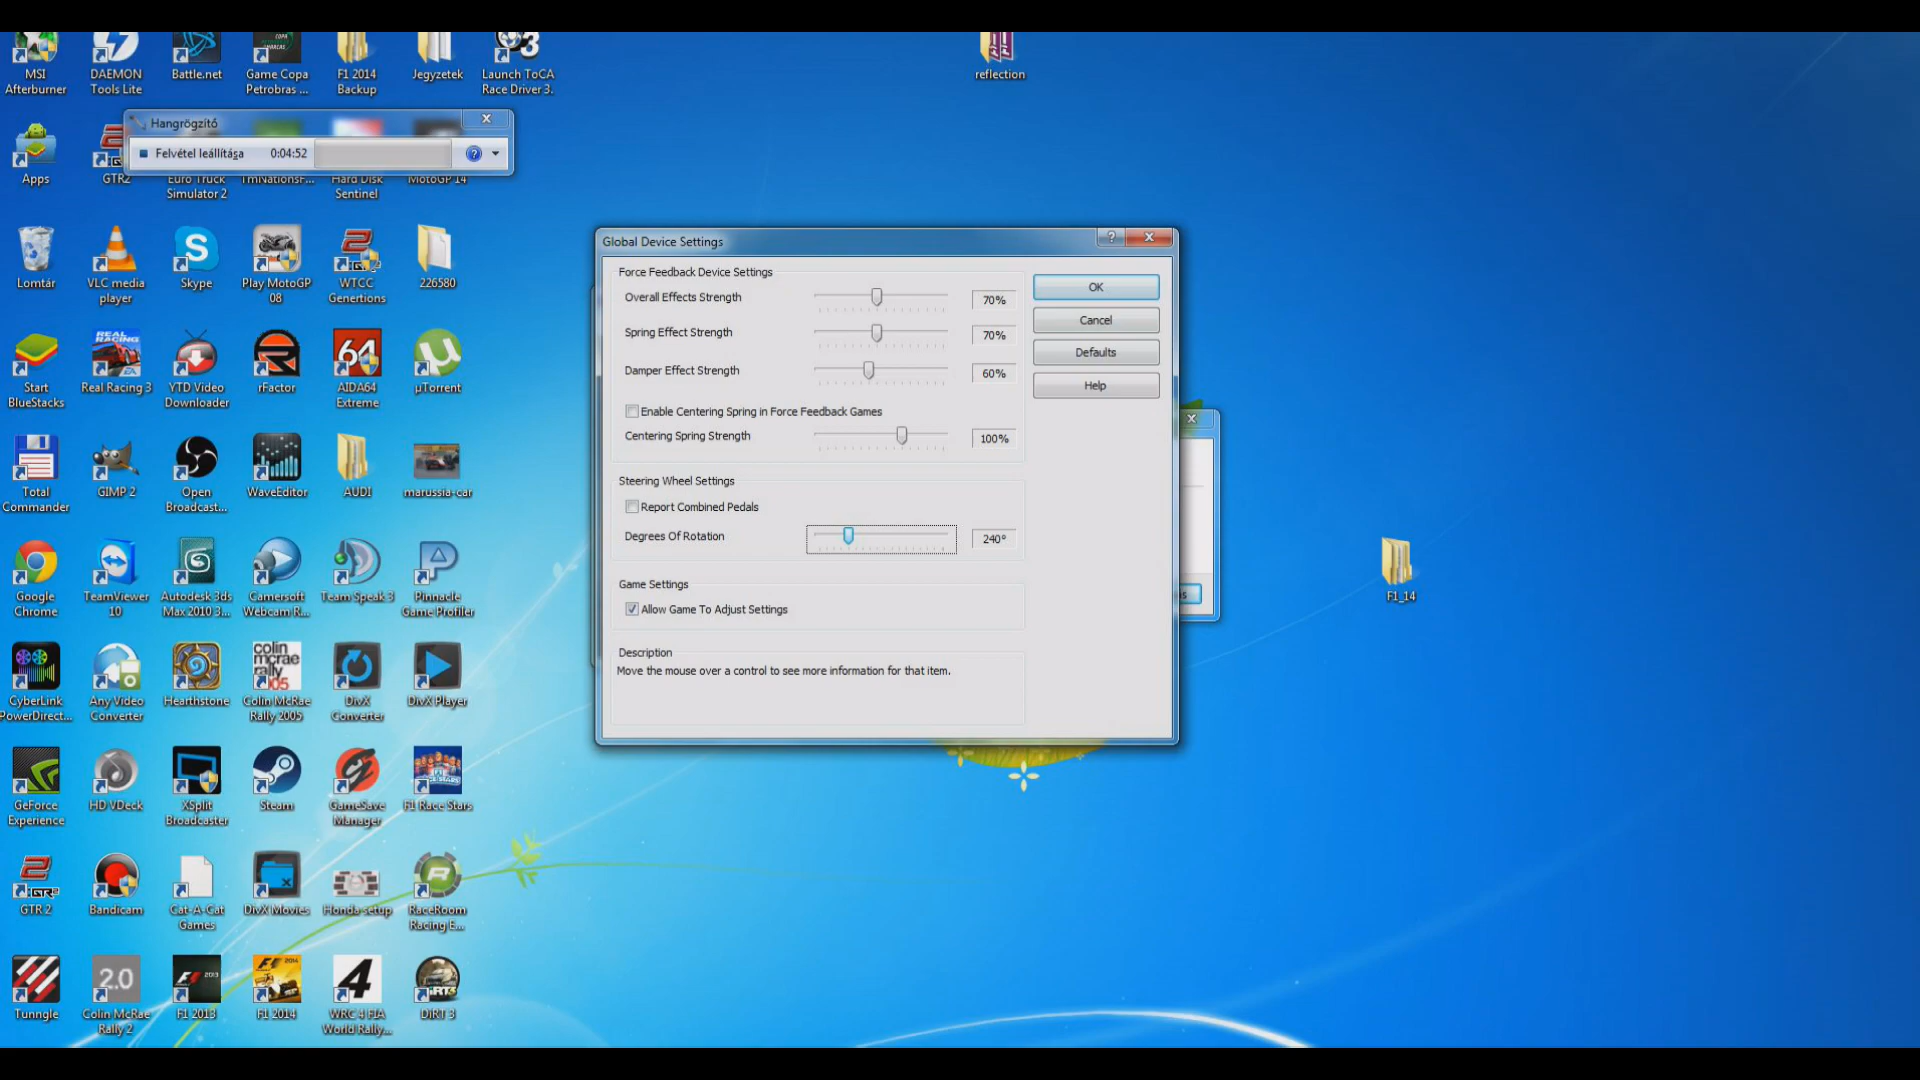 MSI
Afterburner
DAEMON
Tools Lite
Battle.net
Game Copa
Petrobras ...
F1 2014
Backup
Jegyzetek
Launch ToCA
Race Driver 3.
reflection
Hangrögzítő
Felvétel leállítása
0:04:52
Apps
GTR2
Euro Truck
Simulator 2
TmNationsF...
Hard Disk
Sentinel
MotoGP 14
Lomtár
VLC media
player
Skype
Play MotoGP
08
WTCC
Genertions
226580
Start
BlueStacks
Real Racing 3
YTD Video
Downloader
rFactor
AIDA64
Extreme
µTorrent
Total
Commander
GIMP 2
Open
Broadcast...
WaveEditor
AUDI
marussia-car
Google
Chrome
TeamViewer
10
Autodesk 3ds
Max 2010 3...
Camersoft
Webcam R...
Team Speak 3
Pinnacle
Game Profiler
CyberLink
PowerDirect...
Any Video
Converter
Hearthstone
Colin McRae
Rally 2005
DivX
Converter
DivX Player
GeForce
Experience
HD VDeck
XSplit
Broadcaster
Steam
GameSave
Manager
F1 Race Stars
GTR 2
Bandicam
Cat-A-Cat
Games
DivX Movies
Honda-setup
RaceRoom
Racing E...
Tunngle
2.0
Colin McRae
Rally 2
F1 2013
F1 2014
WRC 4 FIA
World Rally...
DiRT 3
Global Device Settings
Force Feedback Device Settings
Overall Effects Strength
70%
Spring Effect Strength
70%
Damper Effect Strength
60%
Enable Centering Spring in Force Feedback Games
Centering Spring Strength
100%
Steering Wheel Settings
Report Combined Pedals
Degrees Of Rotation
240°
Game Settings
Allow Game To Adjust Settings
Description
Move the mouse over a control to see more information for that item.
OK
Cancel
Defaults
Help
F1_14